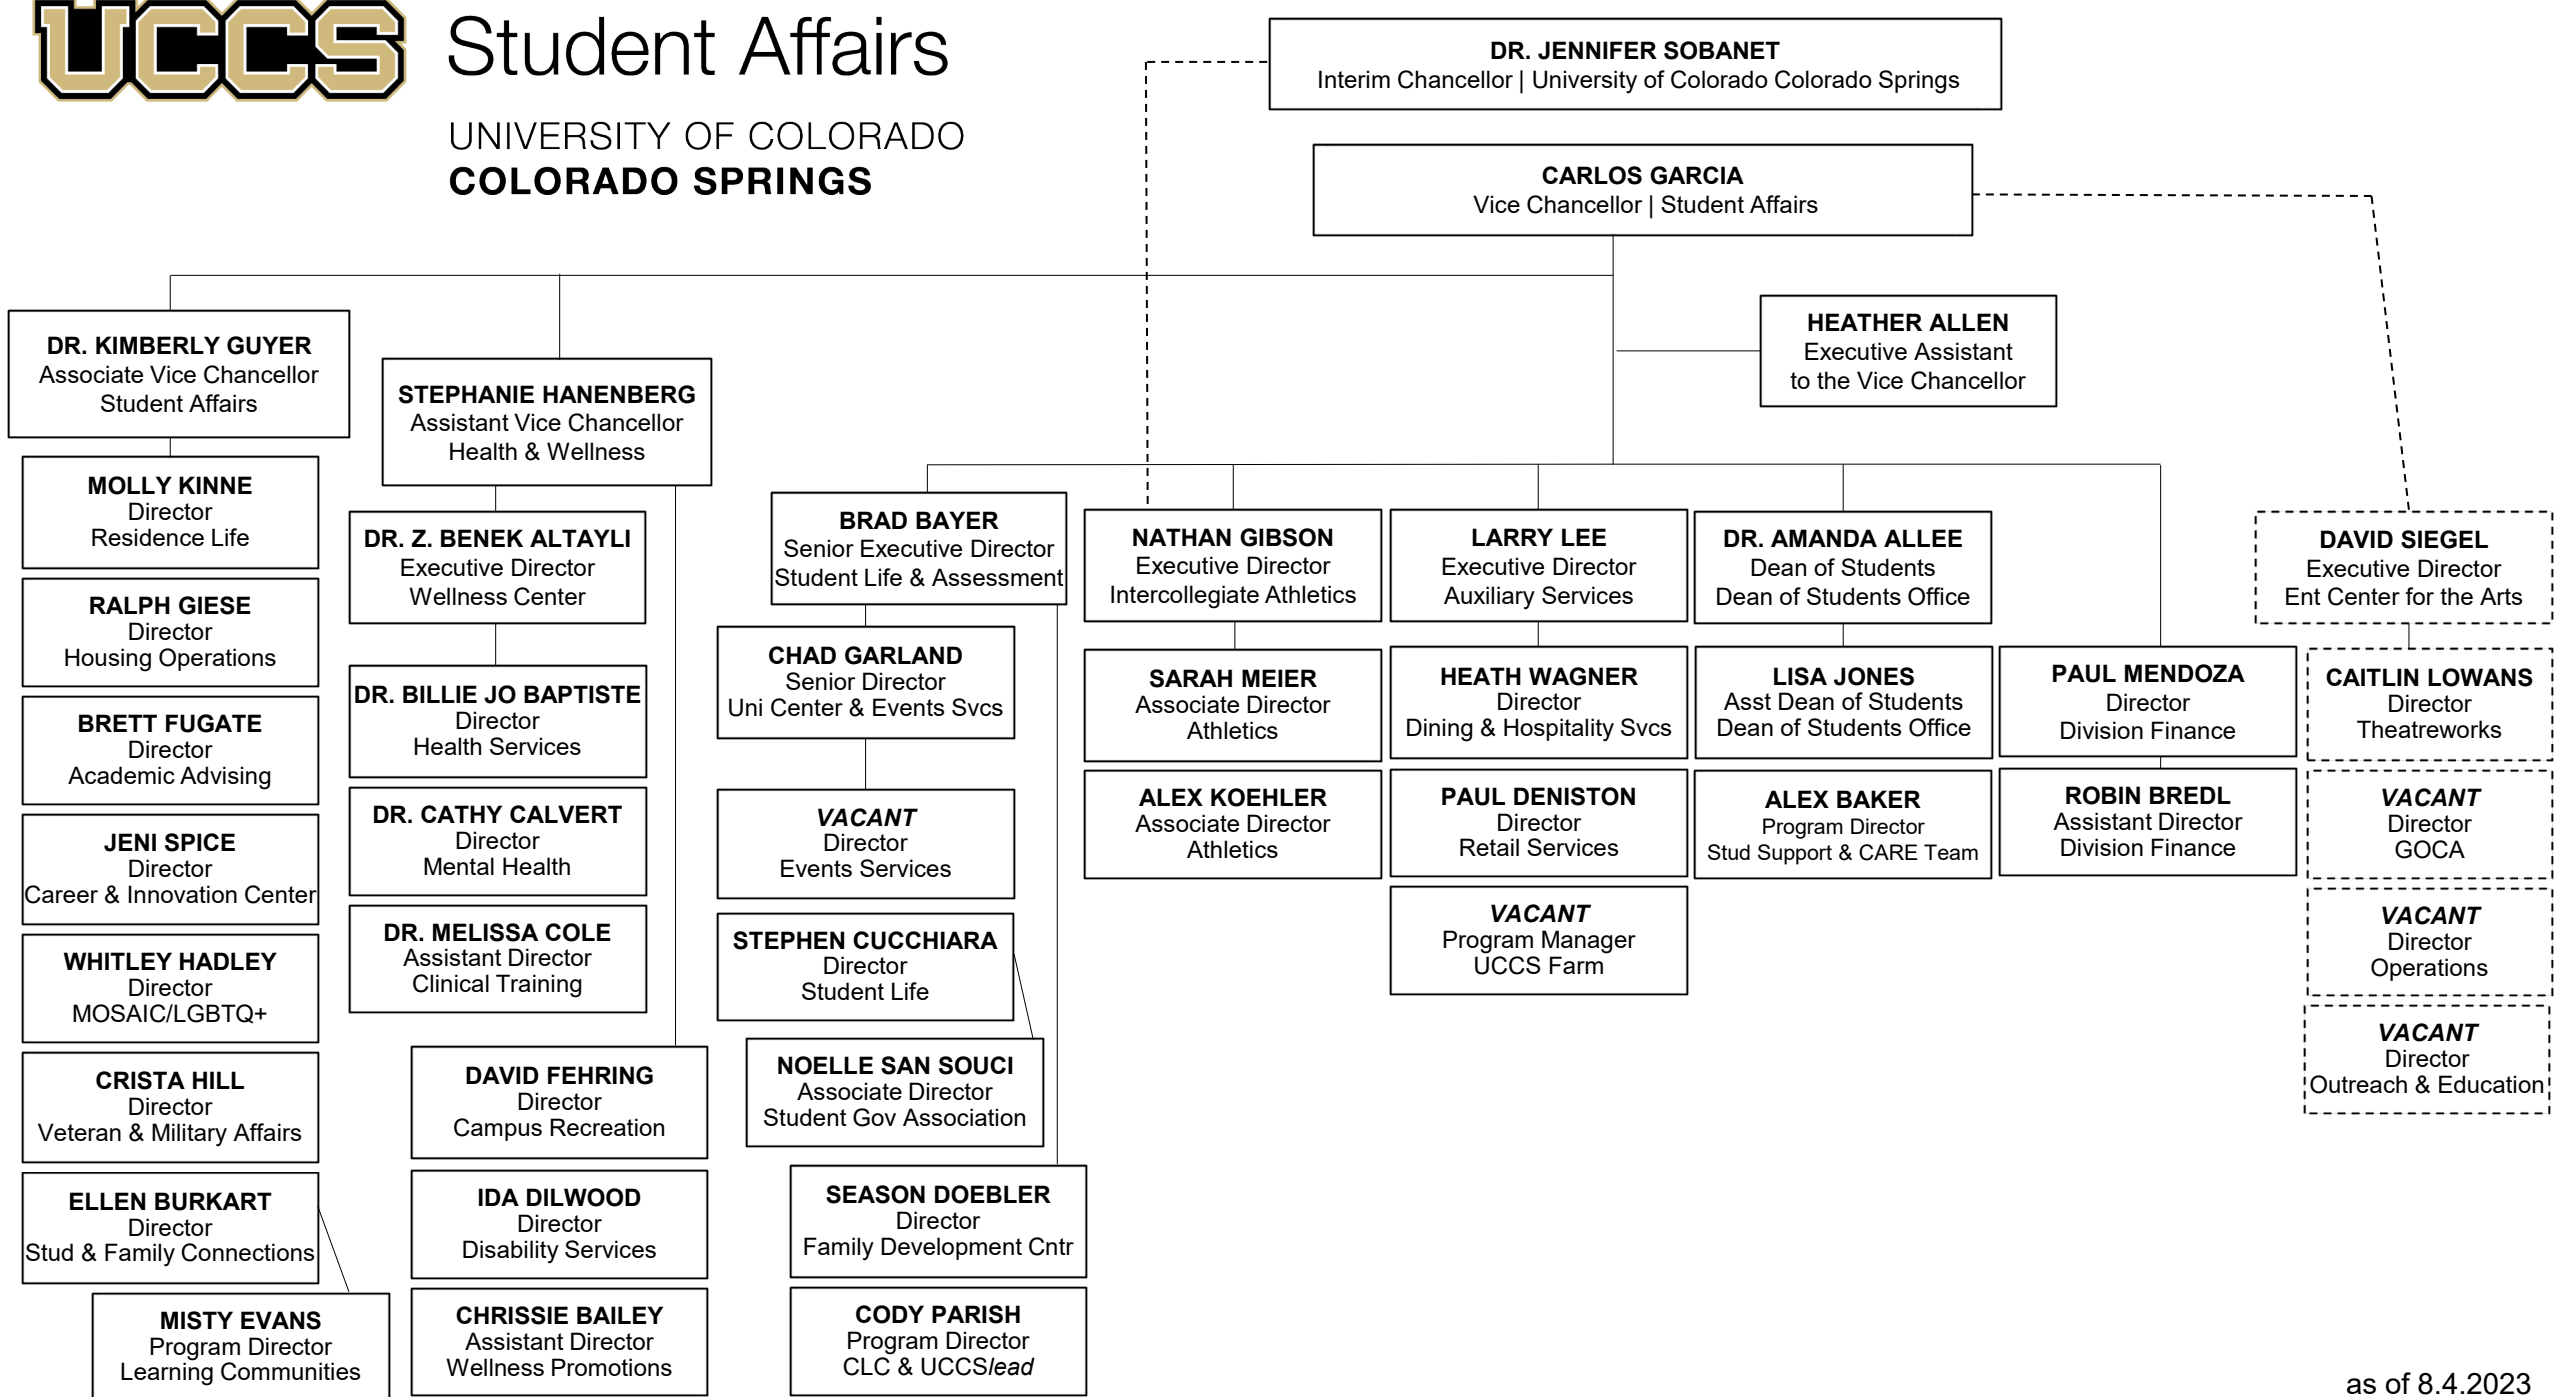 UCCS
Student Affairs
UNIVERSITY OF COLORADO
COLORADO SPRINGS
DR. JENNIFER SOBANET
Interim Chancellor | University of Colorado Colorado Springs
CARLOS GARCIA
Vice Chancellor | Student Affairs
HEATHER ALLEN
Executive Assistant
to the Vice Chancellor
DR. KIMBERLY GUYER
Associate Vice Chancellor
Student Affairs
MOLLY KINNE
Director
Residence Life
RALPH GIESE
Director
Housing Operations
BRETT FUGATE
Director
Academic Advising
JENI SPICE
Director
Career & Innovation Center
WHITLEY HADLEY
Director
MOSAIC/LGBTQ+
CRISTA HILL
Director
Veteran & Military Affairs
ELLEN BURKART
Director
Stud & Family Connections
MISTY EVANS
Program Director
Learning Communities
STEPHANIE HANENBERG
Assistant Vice Chancellor
Health & Wellness
DR. Z. BENEK ALTAYLI
Executive Director
Wellness Center
DR. BILLIE JO BAPTISTE
Director
Health Services
DR. CATHY CALVERT
Director
Mental Health
DR. MELISSA COLE
Assistant Director
Clinical Training
DAVID FEHRING
Director
Campus Recreation
IDA DILWOOD
Director
Disability Services
CHRISSIE BAILEY
Assistant Director
Wellness Promotions
BRAD BAYER
Senior Executive Director
Student Life & Assessment
CHAD GARLAND
Senior Director
Uni Center & Events Svcs
VACANT
Director
Events Services
STEPHEN CUCCHIARA
Director
Student Life
NOELLE SAN SOUCI
Associate Director
Student Gov Association
SEASON DOEBLER
Director
Family Development Cntr
CODY PARISH
Program Director
CLC & UCCSlead
NATHAN GIBSON
Executive Director
Intercollegiate Athletics
SARAH MEIER
Associate Director
Athletics
ALEX KOEHLER
Associate Director
Athletics
LARRY LEE
Executive Director
Auxiliary Services
HEATH WAGNER
Director
Dining & Hospitality Svcs
PAUL DENISTON
Director
Retail Services
VACANT
Program Manager
UCCS Farm
DR. AMANDA ALLEE
Dean of Students
Dean of Students Office
LISA JONES
Asst Dean of Students
Dean of Students Office
ALEX BAKER
Program Director
Stud Support & CARE Team
PAUL MENDOZA
Director
Division Finance
ROBIN BREDL
Assistant Director
Division Finance
DAVID SIEGEL
Executive Director
Ent Center for the Arts
CAITLIN LOWANS
Director
Theatreworks
VACANT
Director
GOCA
VACANT
Director
Operations
VACANT
Director
Outreach & Education
as of 8.4.2023